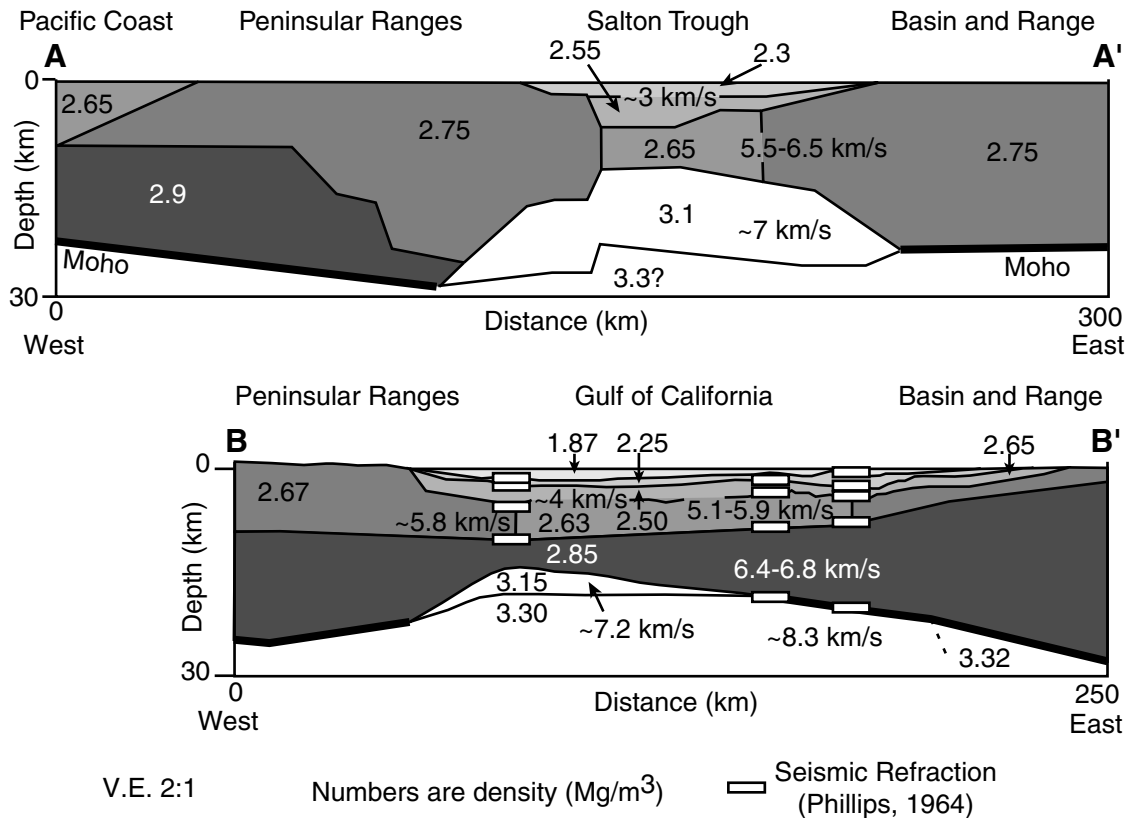 Pacific Coast Peninsular Ranges Salton Trough Basin and Range
A 2.55 2.3 A'
0
2.65 ~3 km/s
2.75 2.65 5.5-6.5 km/s 2.75
2.9
3.1 ~7 km/s
Moho 3.3? Moho
Depth (km)
30
0 Distance (km) 300
West East
Peninsular Ranges Gulf of California Basin and Range
B 1.87 2.25 2.65 B'
0
2.67 ~4 km/s
~5.8 km/s 2.63 2.50 5.1-5.9 km/s
2.85 6.4-6.8 km/s
3.15
3.30 ~7.2 km/s ~8.3 km/s
3.32
Depth (km)
30
0 Distance (km) 250
West East
V.E. 2:1 Numbers are density (Mg/m³) Seismic Refraction
(Phillips, 1964)